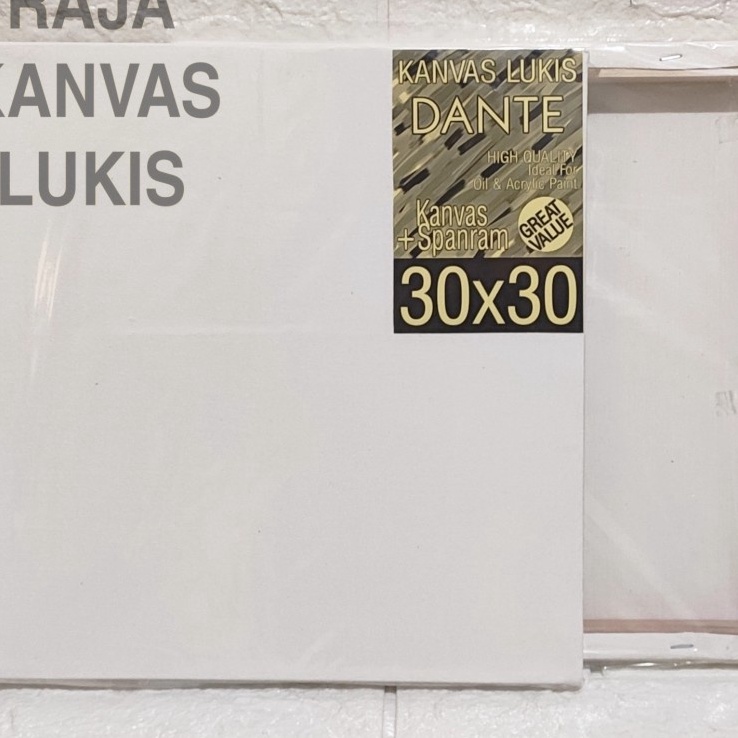 RAJA
KANVAS
LUKIS
KANVAS LUKIS
DANTE
HIGH QUALITY
Ideal For
Oil & Acrylic Paint
Kanvas
+Spanram
GREAT
VALUE
30x30